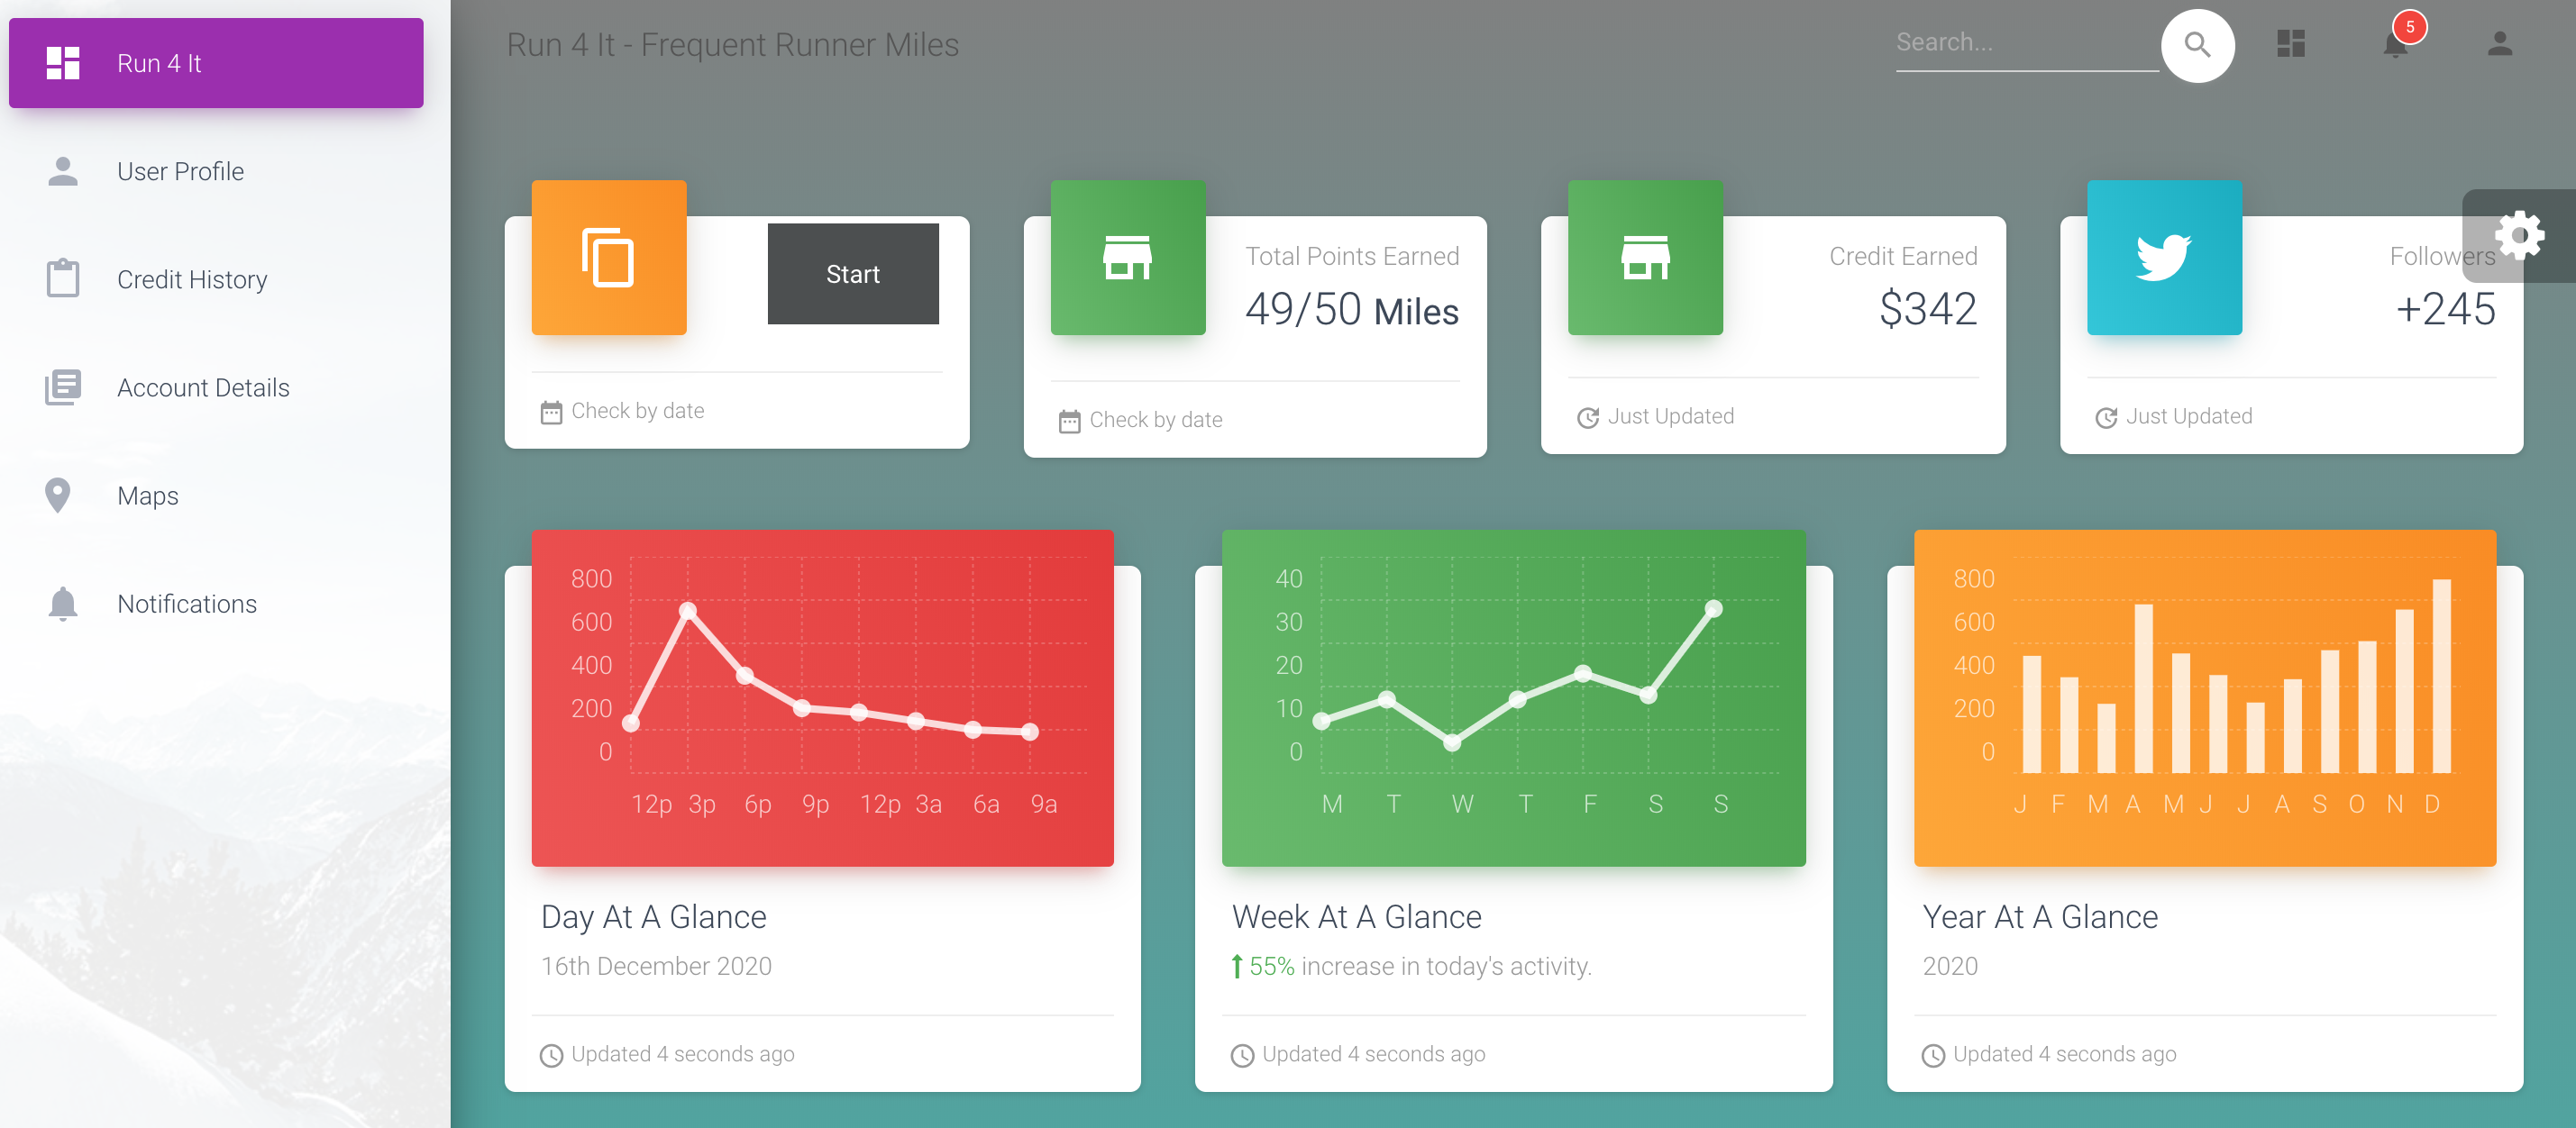 Run 4 It
User Profile
Credit History
Account Details
Maps
Notifications
Run 4 It - Frequent Runner Miles
Search...
5
Start
Check by date
Total Points Earned
49/50 Miles
Check by date
Credit Earned
$342
Just Updated
Followers
+245
Just Updated
800
600
400
200
0
12p 3p 6p 9p 12p 3a 6a 9a
Day At A Glance
16th December 2020
Updated 4 seconds ago
40
30
20
10
0
M T W T F S S
Week At A Glance
55% increase in today's activity.
Updated 4 seconds ago
800
600
400
200
0
J F M A M J J A S O N D
Year At A Glance
2020
Updated 4 seconds ago